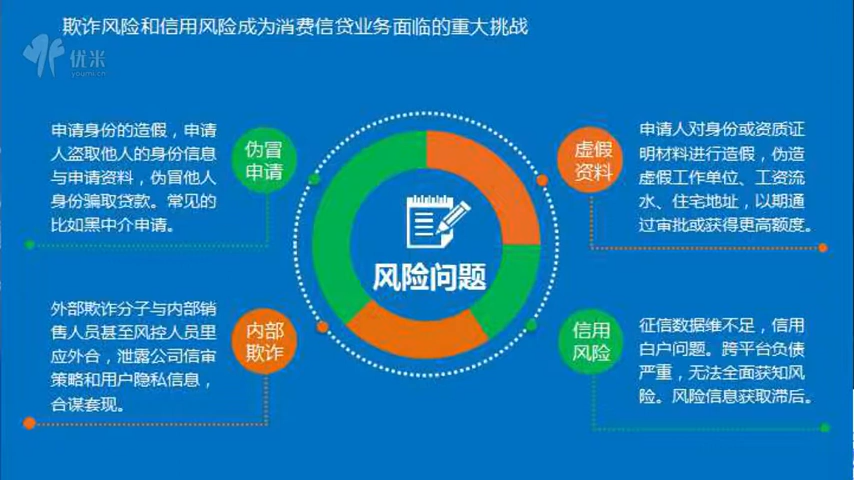 欺诈风险和信用风险成为消费信贷业务面临的重大挑战
优米
youmi.cn
申请身份的造假，申请
人盗取他人的身份信息
与申请资料，伪冒他人
身份骗取贷款。常见的
比如黑中介申请。
伪冒
申请
虚假
资料
申请人对身份或资质证
明材料进行造假，伪造
虚假工作单位、工资流
水、住宅地址，以期通
过审批或获得更高额度。
风险问题
外部欺诈分子与内部销
售人员甚至风控人员里
应外合，泄露公司信审
策略和用户隐私信息，
合谋套现。
内部
欺诈
信用
风险
征信数据维不足，信用
白户问题。跨平台负债
严重，无法全面获知风
险。风险信息获取滞后。